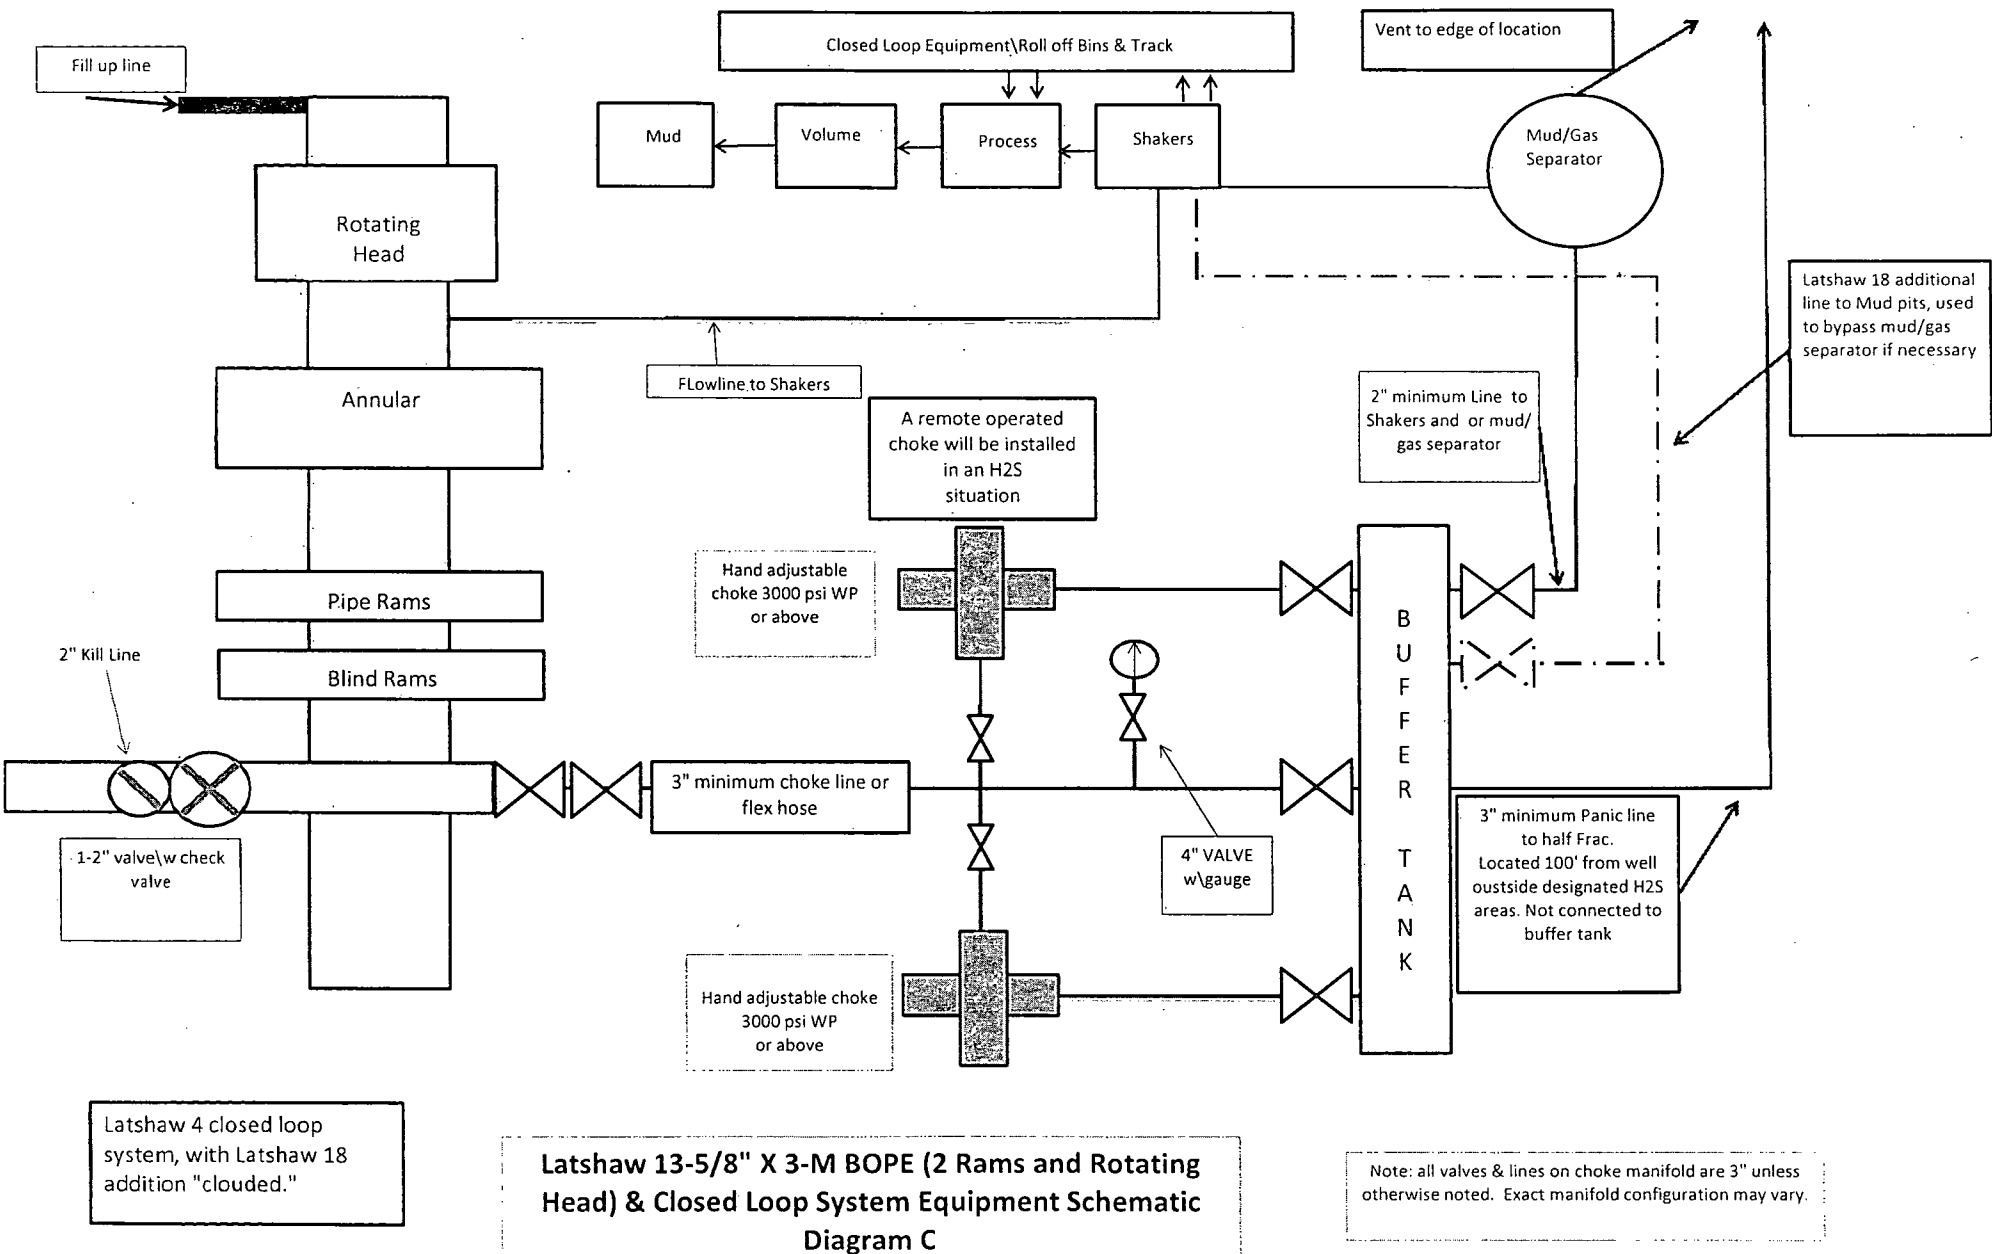 Fill up line
Closed Loop Equipment\Roll off Bins & Track
Vent to edge of location
Mud
Volume
Process
Shakers
Mud/Gas
Separator
Rotating
Head
Latshaw 18 additional
line to Mud pits, used
to bypass mud/gas
separator if necessary
FLowline to Shakers
Annular
2" minimum Line to
Shakers and or mud/
gas separator
A remote operated
choke will be installed
in an H2S
situation
Hand adjustable
choke 3000 psi WP
or above
Pipe Rams
Blind Rams
2" Kill Line
B
U
F
F
E
R
T
A
N
K
3" minimum choke line or
flex hose
1-2" valve\w check
valve
4" VALVE
w\gauge
3" minimum Panic line
to half Frac.
Located 100' from well
oustside designated H2S
areas. Not connected to
buffer tank
Hand adjustable choke
3000 psi WP
or above
Latshaw 4 closed loop
system, with Latshaw 18
addition "clouded."
Latshaw 13-5/8" X 3-M BOPE (2 Rams and Rotating
Head) & Closed Loop System Equipment Schematic
Diagram C
Note: all valves & lines on choke manifold are 3" unless
otherwise noted. Exact manifold configuration may vary.